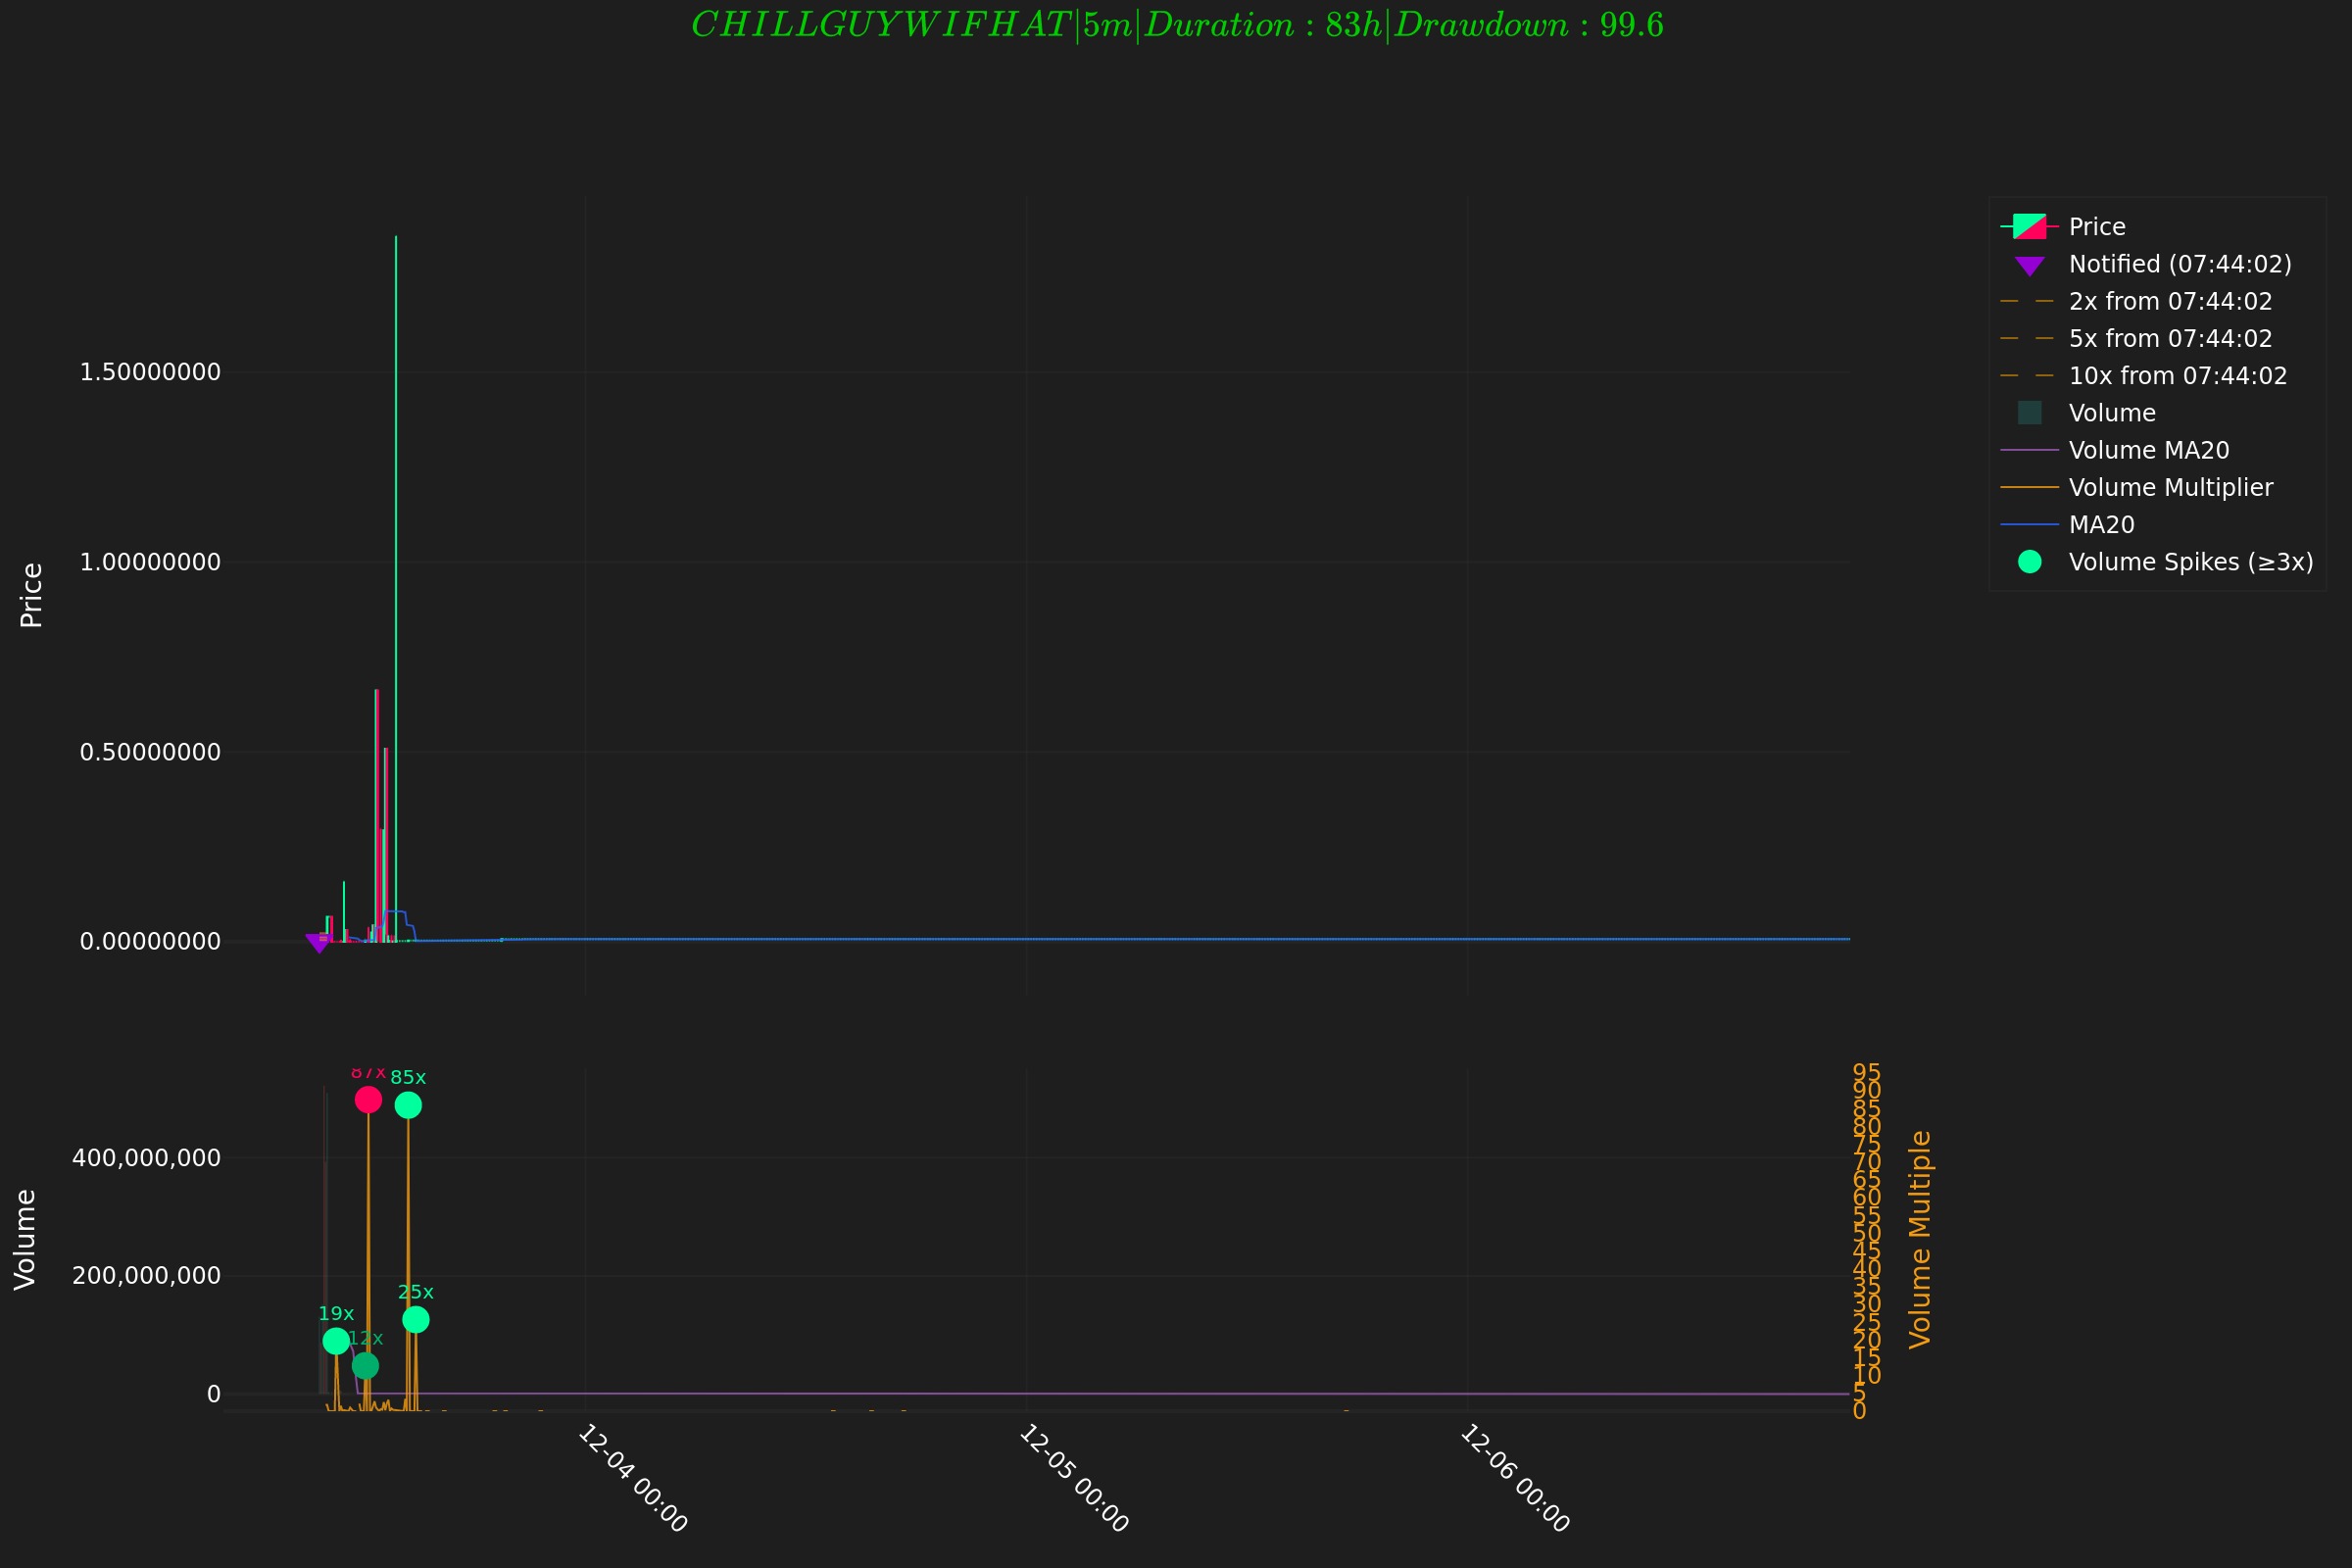 CHILLGUYWIFHAT|5m|Duration : 83h|Drawdown : 99.6
Price
1.50000000
1.00000000
0.50000000
0.00000000
Price
Notified (07:44:02)
2x from 07:44:02
5x from 07:44:02
10x from 07:44:02
Volume
Volume MA20
Volume Multiplier
MA20
Volume Spikes (≥3x)
Volume
400,000,000
200,000,000
0
87x
85x
25x
19x
12x
95
90
85
80
75
70
65
60
55
50
45
40
35
30
25
20
15
10
5
0
Volume Multiple
12-04 00:00
12-05 00:00
12-06 00:00